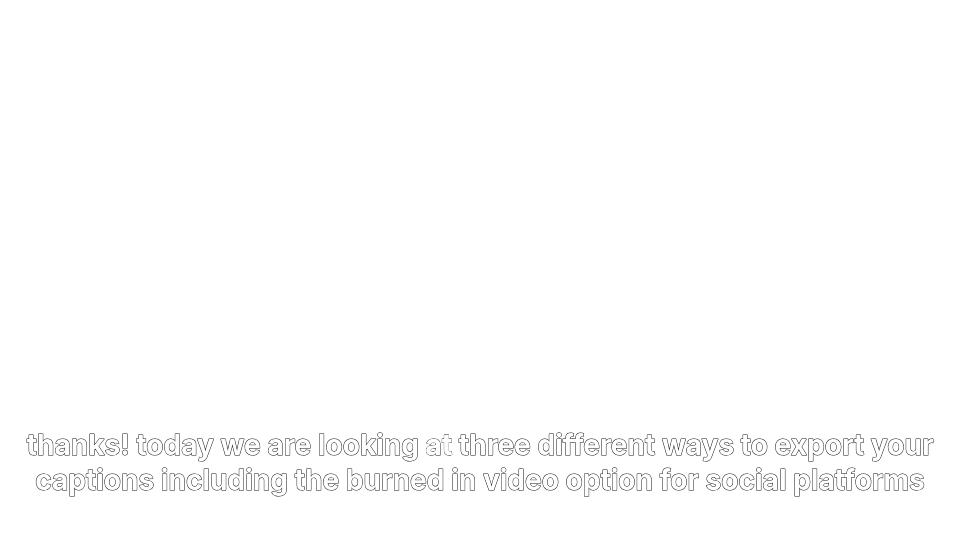 thanks! today we are looking at three different ways to export your
captions including the burned in video option for social platforms